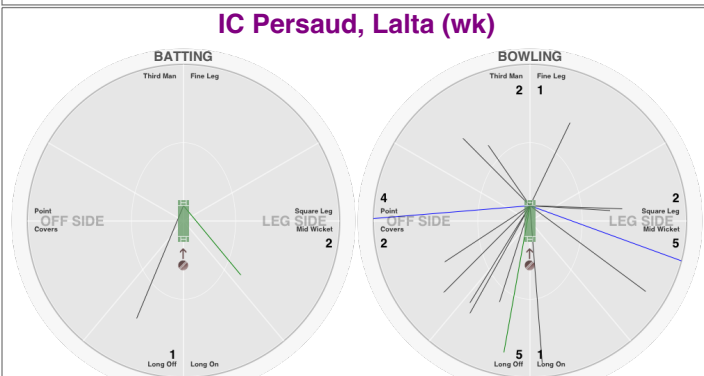 IC Persaud, Lalta (wk)
BATTING
Third Man Fine Leg
Point
OFF SIDE
Covers
Square Leg
LEG SIDE
Mid Wicket
2
1
Long Off Long On
BOWLING
Third Man Fine Leg
2 1
4
Point
OFF SIDE
Covers
2
2
Square Leg
LEG SIDE
Mid Wicket
5
5 1
Long Off Long On